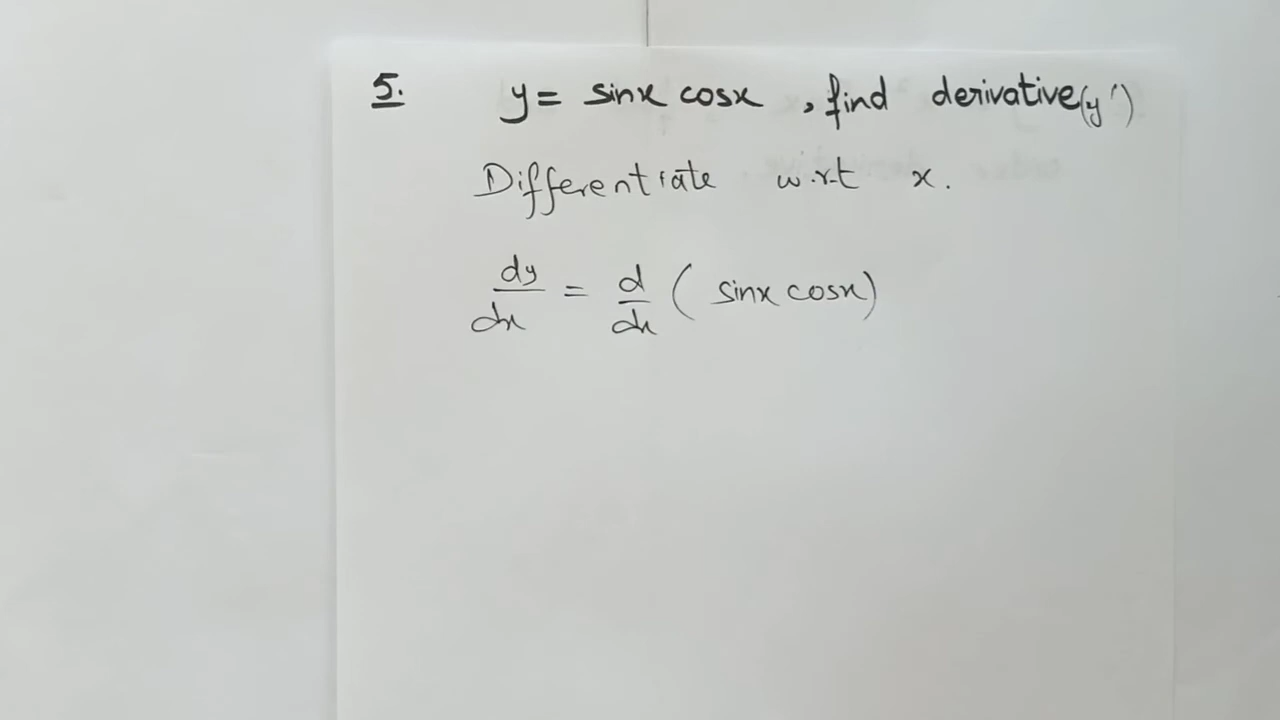 5. y = sinx cosx , find derivative (y')
Differentiate w.r.t x.
dy/dx = d/dx ( sinx cosx)